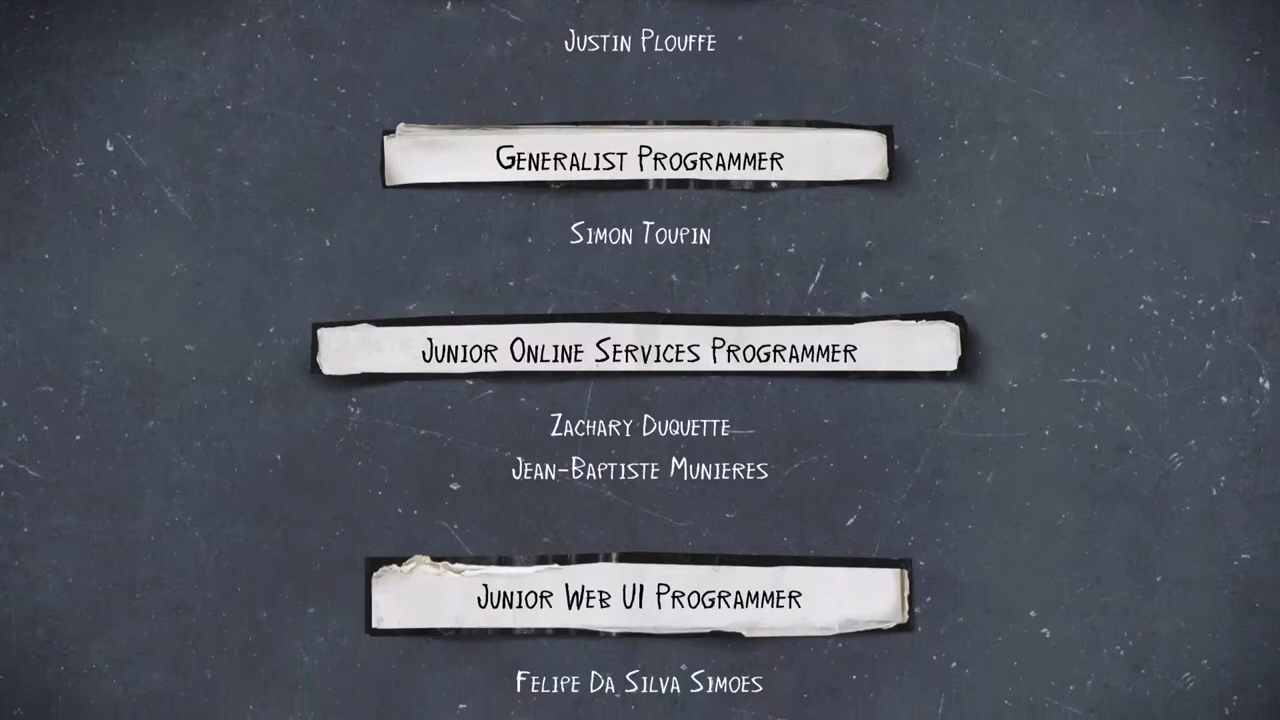 Justin Plouffe
Generalist Programmer
Simon Toupin
Junior Online Services Programmer
Zachary Duquette
Jean-Baptiste Munieres
Junior Web UI Programmer
Felipe Da Silva Simoes